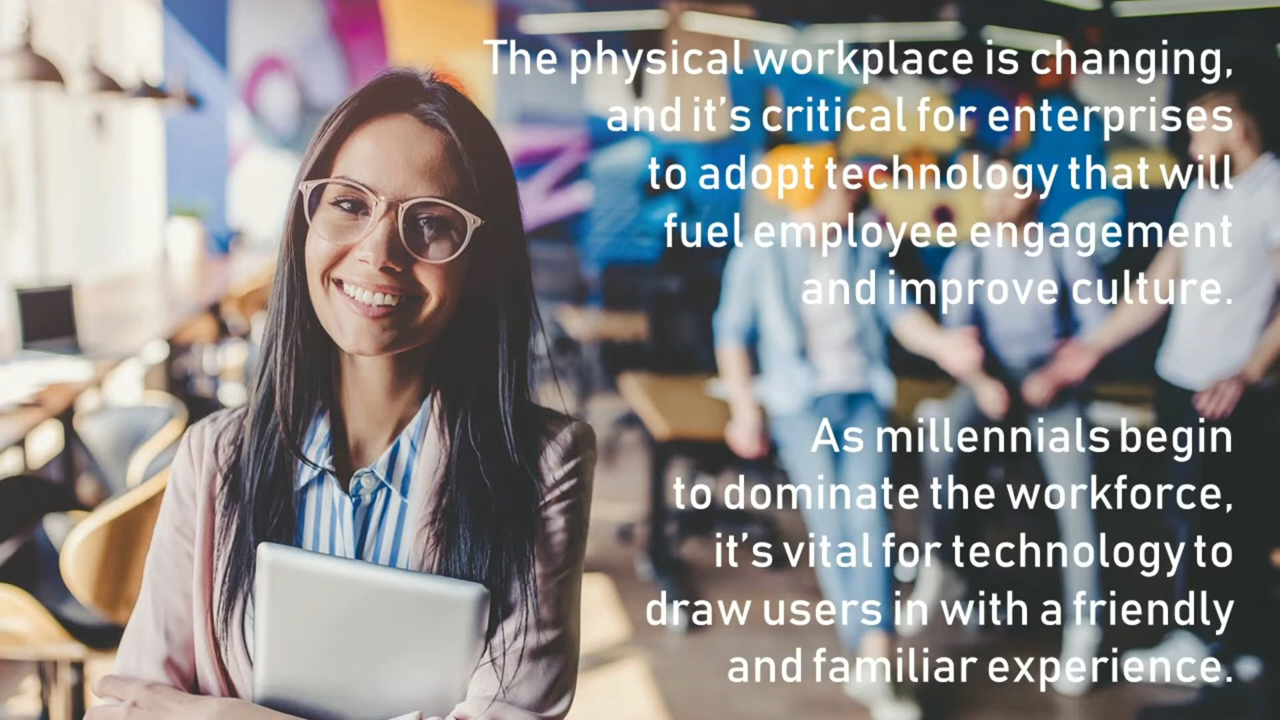 The physical workplace is changing,
and it's critical for enterprises
to adopt technology that will
fuel employee engagement
and improve culture.
As millennials begin
to dominate the workforce,
it's vital for technology to
draw users in with a friendly
and familiar experience.